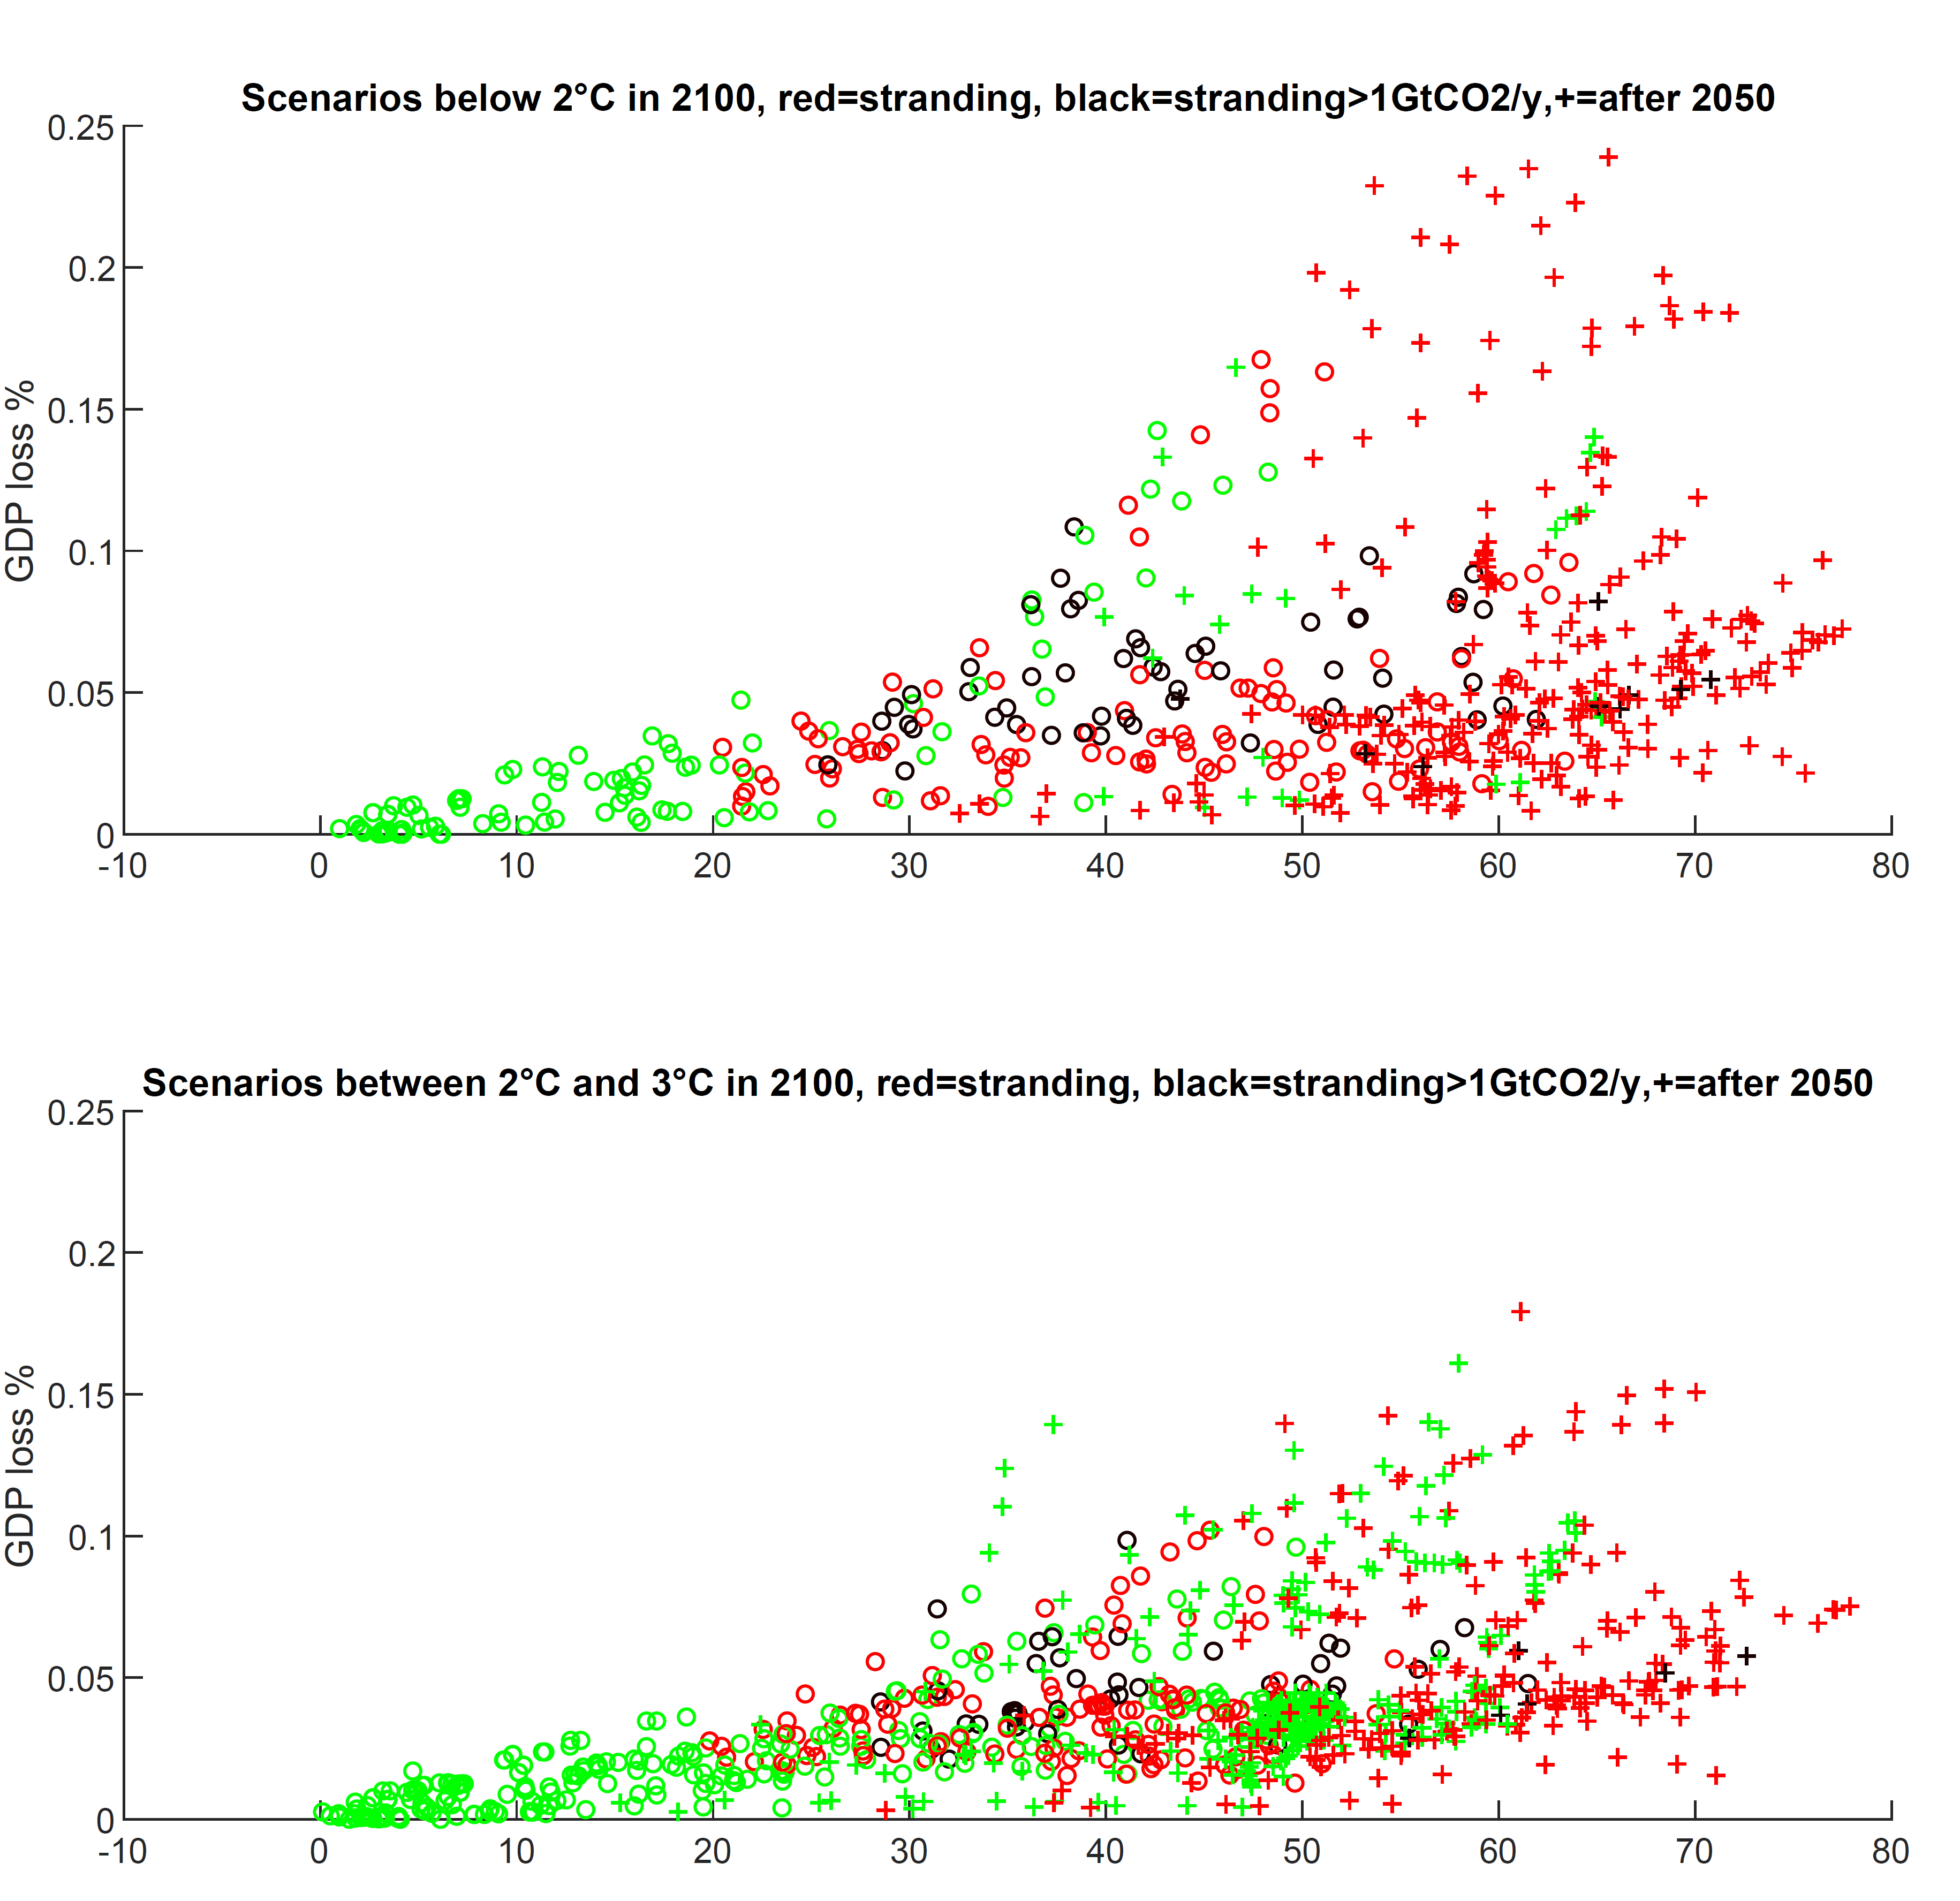 Scenarios below 2°C in 2100, red=stranding, black=stranding>1GtCO2/y,+=after 2050
0.25
0.2
0.15
0.1
0.05
0
GDP loss %
-10 0 10 20 30 40 50 60 70 80
Scenarios between 2°C and 3°C in 2100, red=stranding, black=stranding>1GtCO2/y,+=after 2050
0.25
0.2
0.15
0.1
0.05
0
GDP loss %
-10 0 10 20 30 40 50 60 70 80